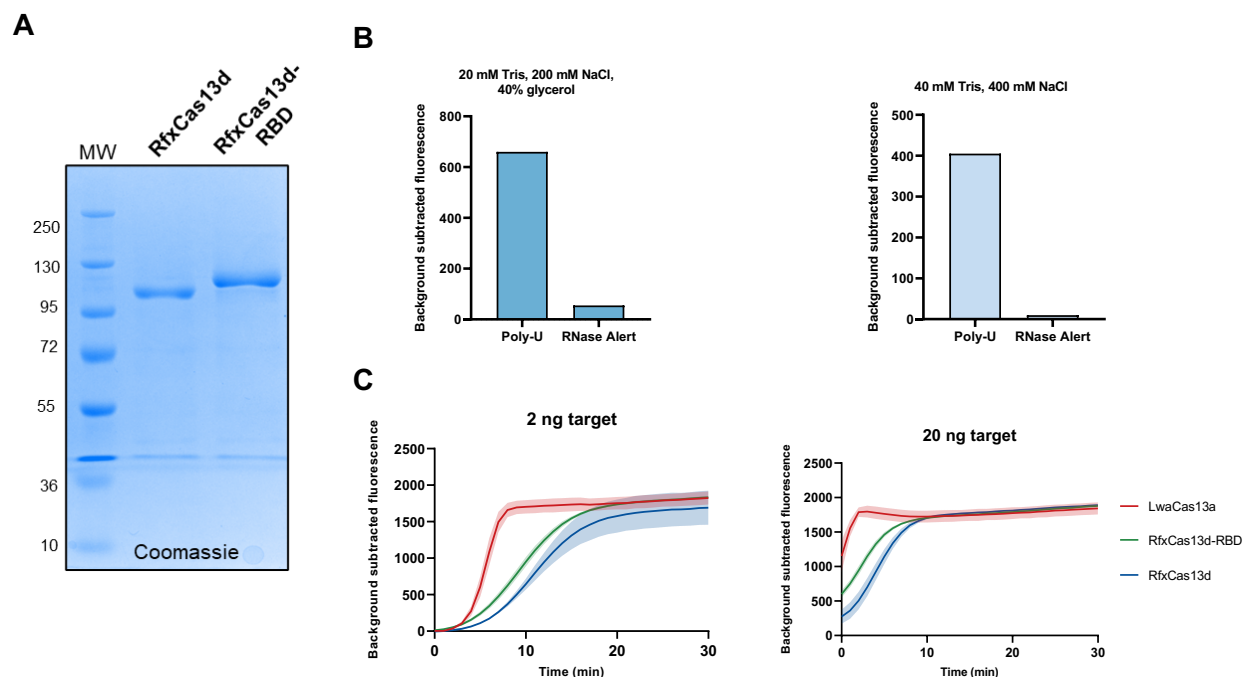 A
MW
RfxCas13d
RfxCas13d-
RBD
250
130
95
72
55
36
10
Coomassie
B
20 mM Tris, 200 mM NaCl,
40% glycerol
Background subtracted fluorescence
800
600
400
200
0
Poly-U
RNase Alert
40 mM Tris, 400 mM NaCl
Background subtracted fluorescence
500
400
300
200
100
0
Poly-U
RNase Alert
C
2 ng target
Background subtracted fluorescence
2500
2000
1500
1000
500
0
0
10
20
30
Time (min)
20 ng target
Background subtracted fluorescence
2500
2000
1500
1000
500
0
0
10
20
30
Time (min)
LwaCas13a
RfxCas13d-RBD
RfxCas13d